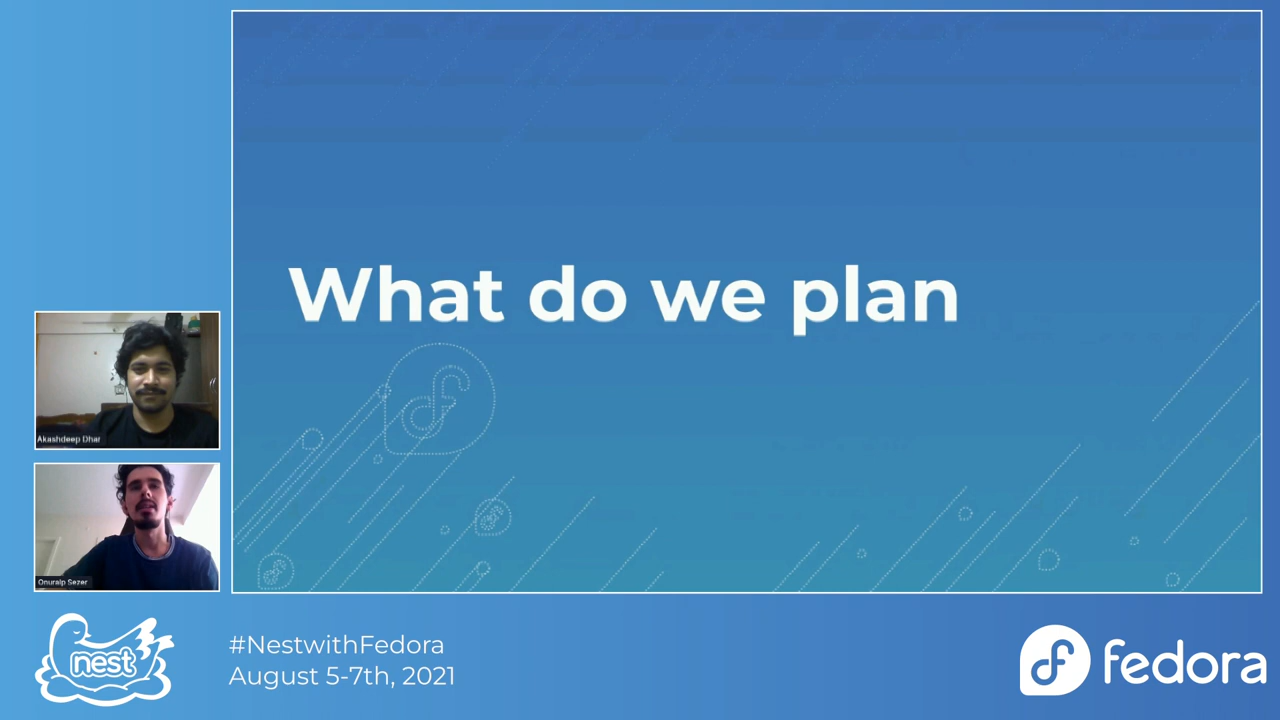 What do we plan
Akashdeep Dhar
Onuralp Sezer
nest
#NestwithFedora
August 5-7th, 2021
fedora